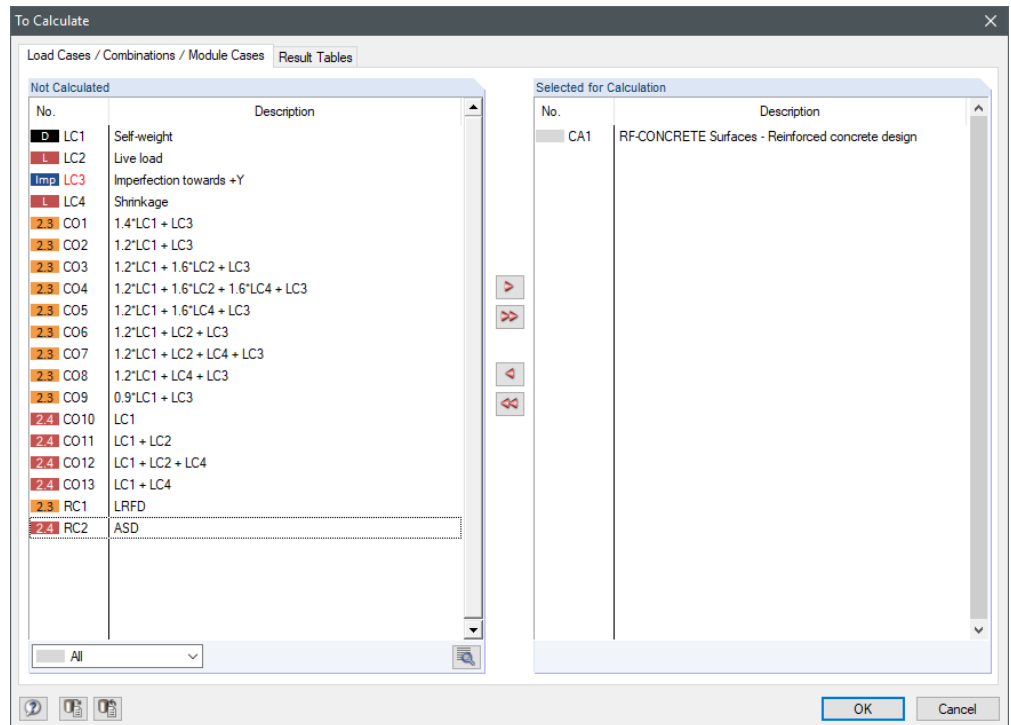 To Calculate
Load Cases / Combinations / Module Cases Result Tables
Not Calculated
No. Description
D LC1 Self-weight
L LC2 Live load
Imp LC3 Imperfection towards +Y
L LC4 Shrinkage
2.3 CO1 1.4*LC1 + LC3
2.3 CO2 1.2*LC1 + LC3
2.3 CO3 1.2*LC1 + 1.6*LC2 + LC3
2.3 CO4 1.2*LC1 + 1.6*LC2 + 1.6*LC4 + LC3
2.3 CO5 1.2*LC1 + 1.6*LC4 + LC3
2.3 CO6 1.2*LC1 + LC2 + LC3
2.3 CO7 1.2*LC1 + LC2 + LC4 + LC3
2.3 CO8 1.2*LC1 + LC4 + LC3
2.3 CO9 0.9*LC1 + LC3
2.4 CO10 LC1
2.4 CO11 LC1 + LC2
2.4 CO12 LC1 + LC2 + LC4
2.4 CO13 LC1 + LC4
2.3 RC1 LRFD
2.4 RC2 ASD
All
>
>>
<
<<
Selected for Calculation
No. Description
CA1 RF-CONCRETE Surfaces - Reinforced concrete design
OK Cancel